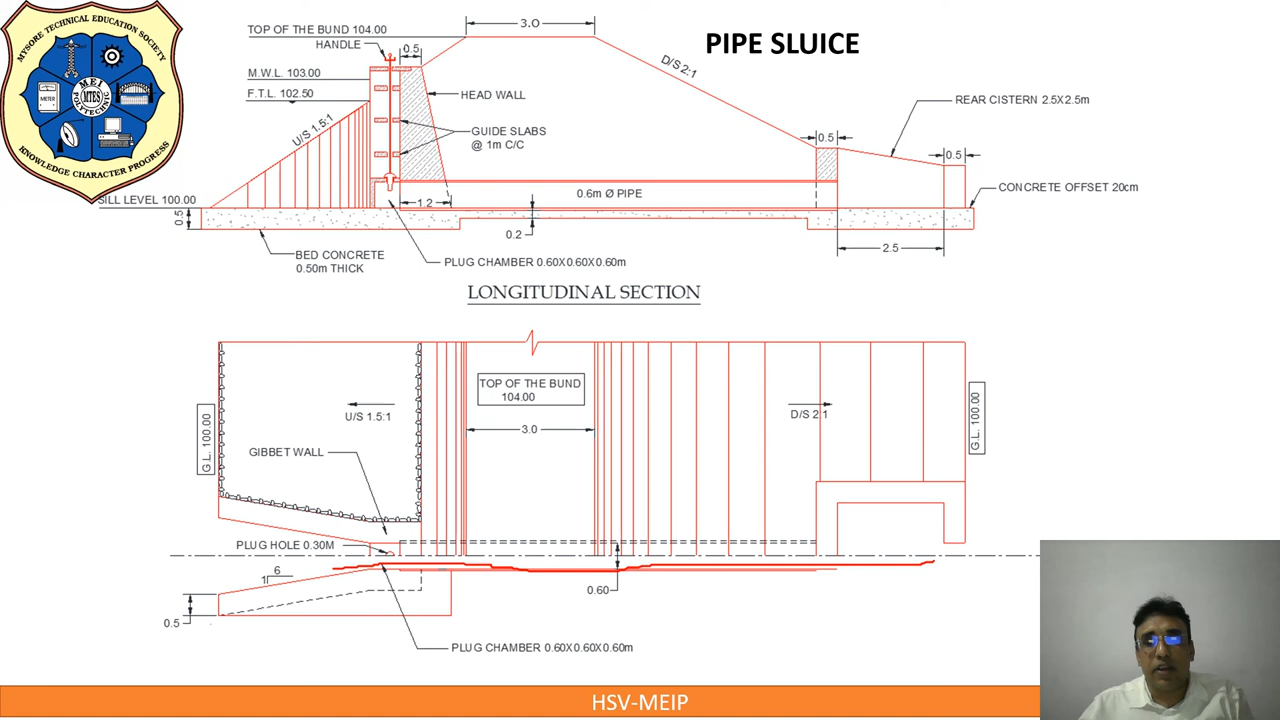 MYSORE TECHNICAL EDUCATION SOCIETY
MEI
MTES
POLYTECHNIC
METER
KNOWLEDGE CHARACTER PROGRESS
PIPE SLUICE
3.0
TOP OF THE BUND 104.00
HANDLE
0.5
M.W.L. 103.00
F.T.L. 102.50
U/S 1.5:1
HEAD WALL
GUIDE SLABS
@ 1m C/C
D/S 2:1
REAR CISTERN 2.5X2.5m
0.5
0.5
CONCRETE OFFSET 20cm
SILL LEVEL 100.00
0.6m Ø PIPE
1.2
0.5
0.2
2.5
BED CONCRETE
0.50m THICK
PLUG CHAMBER 0.60X0.60X0.60m
LONGITUDINAL SECTION
TOP OF THE BUND
104.00
U/S 1.5:1
D/S 2:1
3.0
G.L. 100.00
G.L. 100.00
GIBBET WALL
PLUG HOLE 0.30M
6
1
0.60
0.5
PLUG CHAMBER 0.60X0.60X0.60m
HSV-MEIP